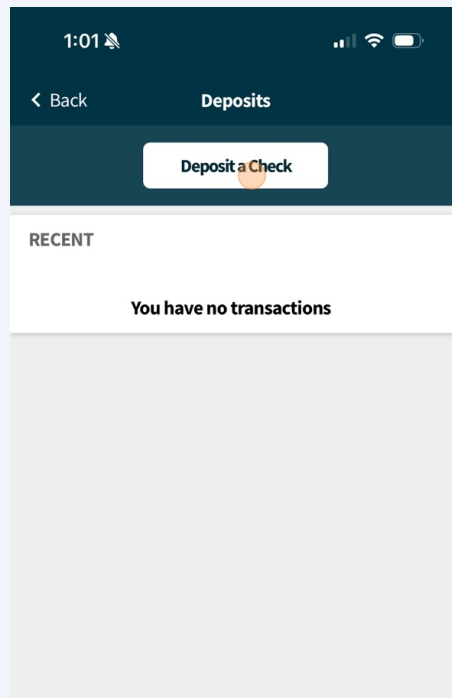 1:01
Back
Deposits
Deposit a Check
RECENT
You have no transactions